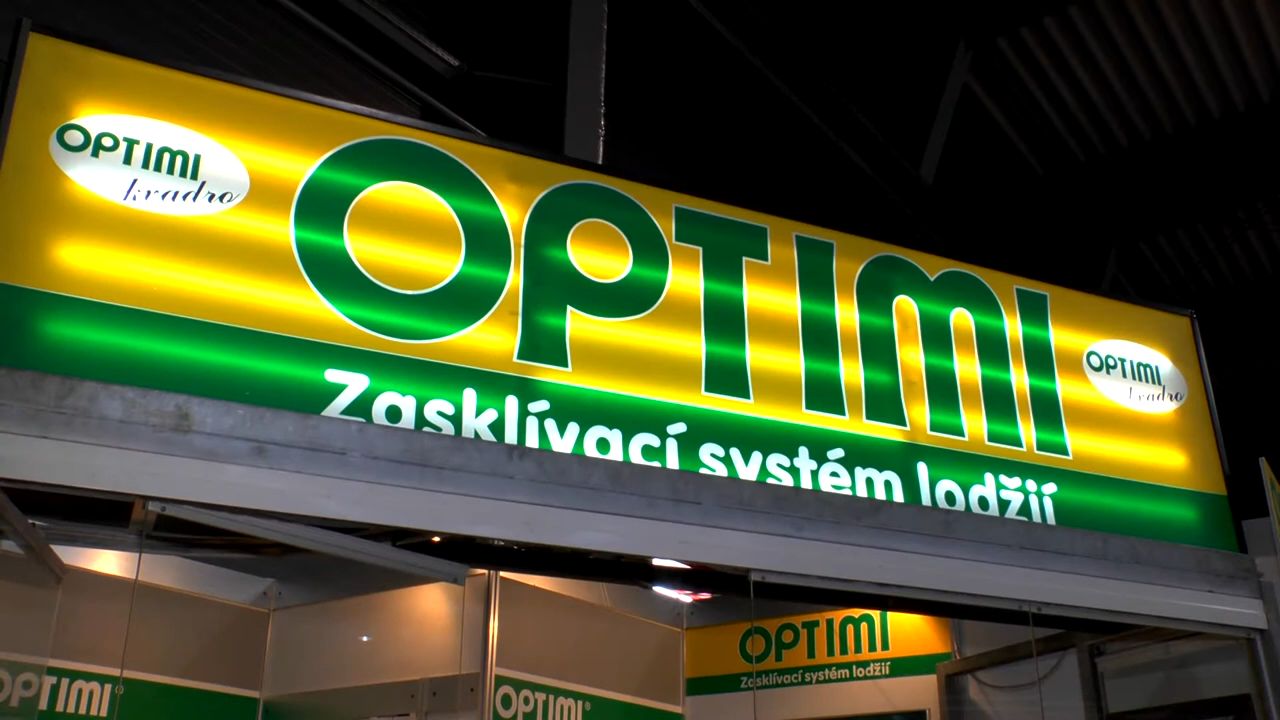 OPTIMI
kvadro
OPTIMI
OPTIMI
kvadro
Zasklívací systém lodžií
OPTIMI
Zasklívací systém lodžií
OPTIMI®
OPTIMI®